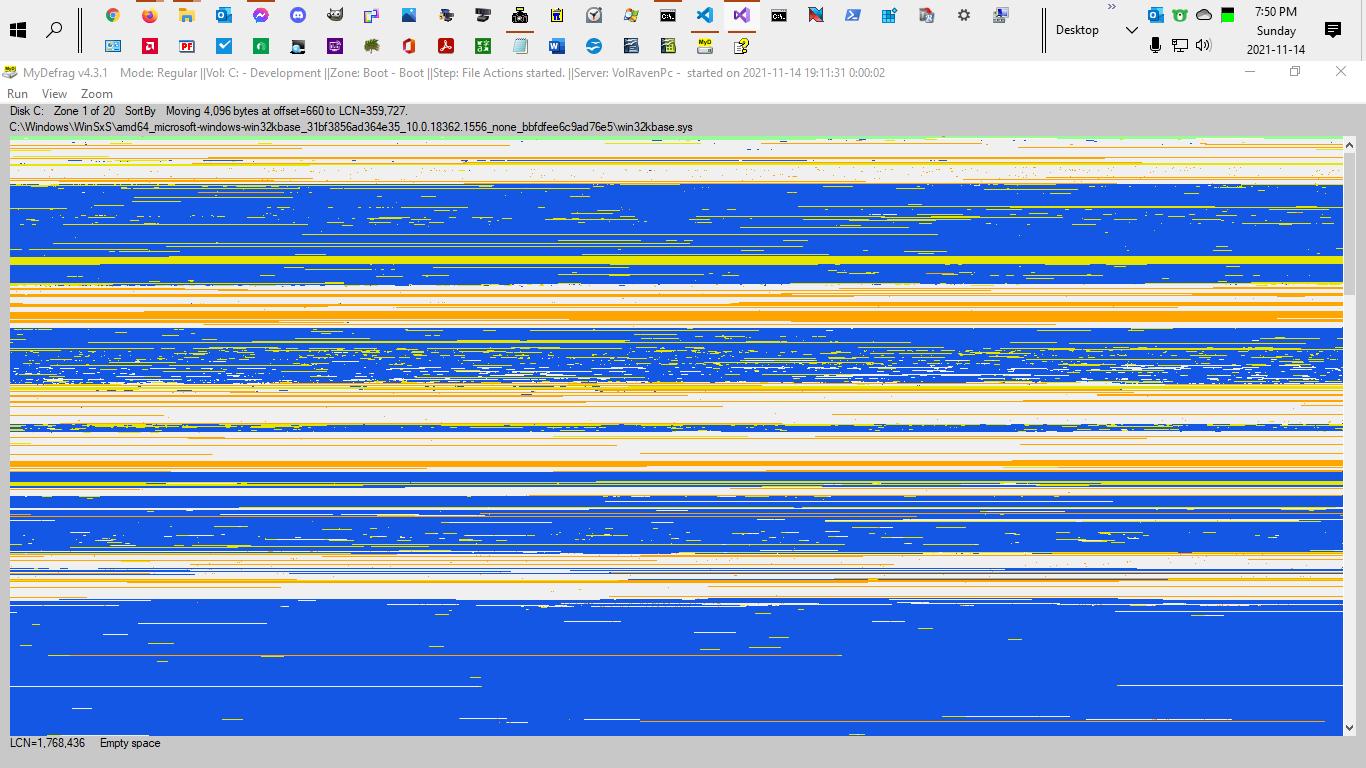 7:50 PM
Desktop
Sunday
2021-11-14
MyDefrag v4.3.1 Mode: Regular ||Vol: C: - Development ||Zone: Boot - Boot ||Step: File Actions started. ||Server: VolRavenPc - started on 2021-11-14 19:11:31 0:00:02
Run View Zoom
Disk C: Zone 1 of 20 SortBy Moving 4,096 bytes at offset=660 to LCN=359,727.
C:\Windows\WinSxS\amd64_microsoft-windows-win32kbase_31bf3856ad364e35_10.0.18362.1556_none_bbfdfee6c9ad76e5\win32kbase.sys
LCN=1,768,436 Empty space